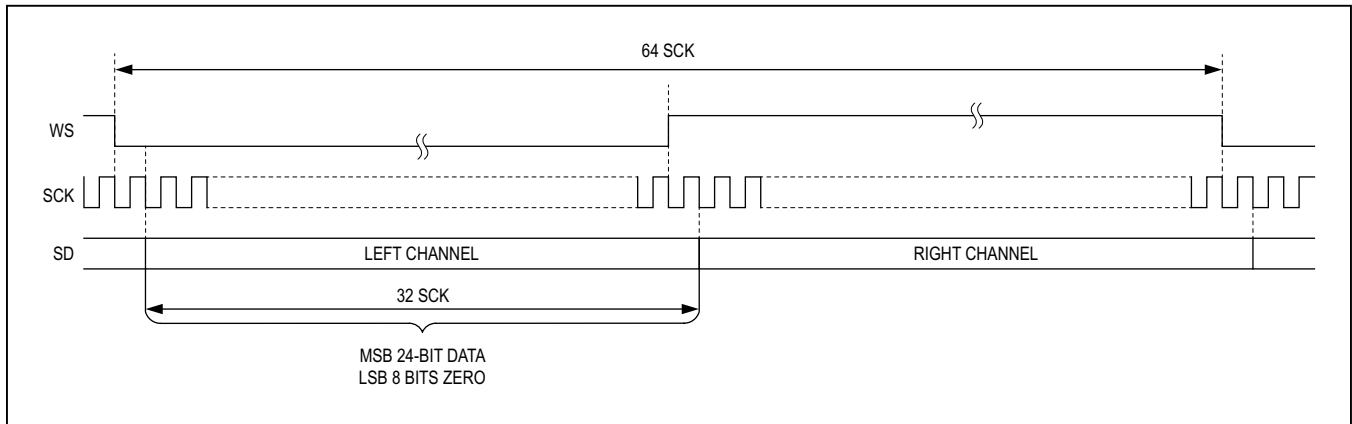 64 SCK
WS
SCK
SD
LEFT CHANNEL
RIGHT CHANNEL
32 SCK
MSB 24-BIT DATA
LSB 8 BITS ZERO